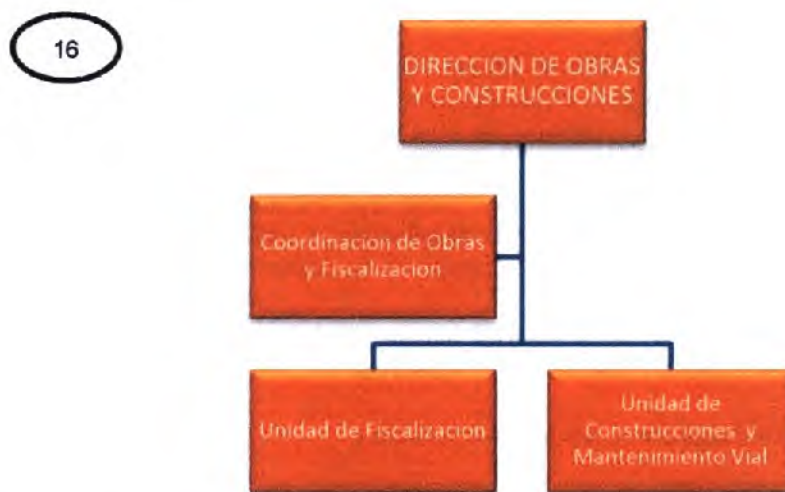 16
DIRECCION DE OBRAS
Y CONSTRUCCIONES
Coordinacion de Obras
y Fiscalizacion
Unidad de Fiscalizacion
Unidad de
Construcciones y
Mantenimiento Vial